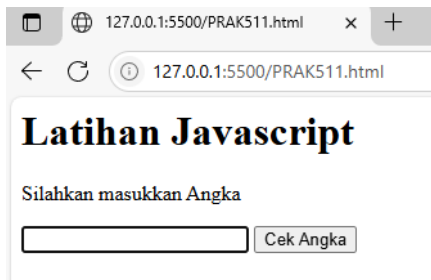 127.0.0.1:5500/PRAK511.html
127.0.0.1:5500/PRAK511.html
Latihan Javascript
Silahkan masukkan Angka
Cek Angka